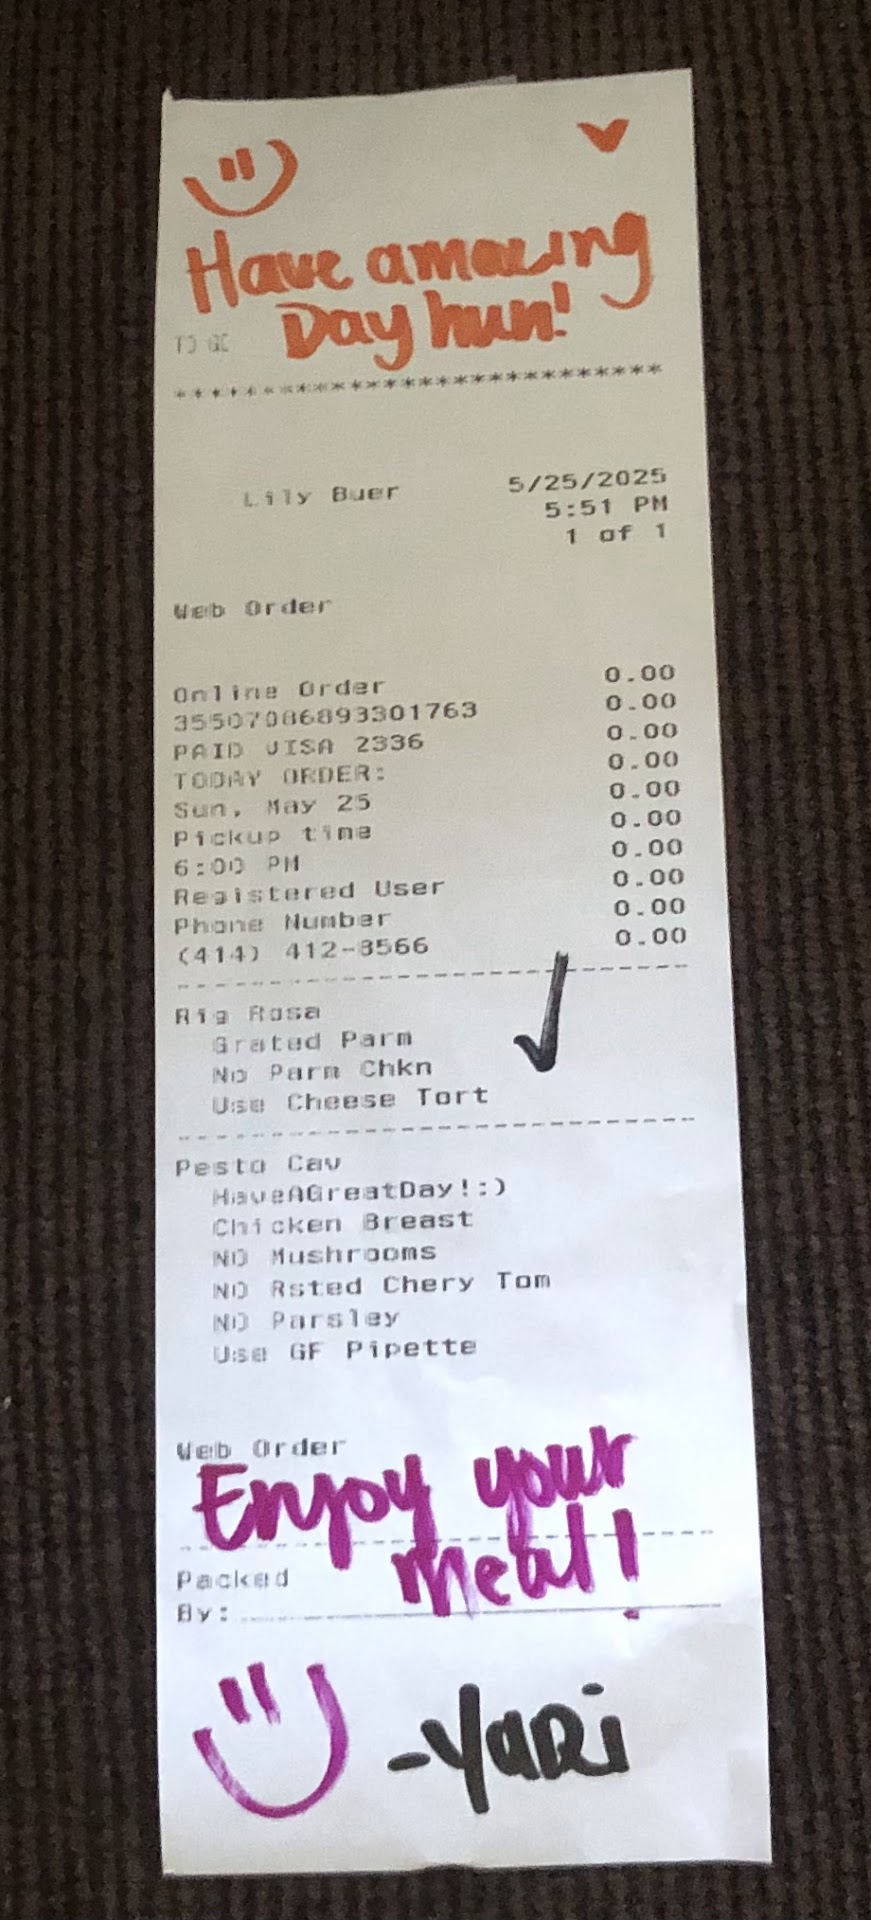 Have amazing
Day hun!
TO GO
***************************
Lily Buer 5/25/2025
5:51 PM
1 of 1
Web Order
Online Order 0.00
35507086893301763 0.00
PAID VISA 2336 0.00
TODAY ORDER: 0.00
Sun, May 25 0.00
Pickup time 0.00
6:00 PM 0.00
Registered User 0.00
Phone Number 0.00
(414) 412-3566 0.00
Rig Rosa
Grated Parm
No Parm Chkn
Use Cheese Tort
Pesto Cav
HaveAGreatDay!:)
Chicken Breast
NO Mushrooms
NO Rsted Chery Tom
NO Parsley
Use GF Pipette
Web Order
Enjoy your
meal!
Packed
By:
-YARi